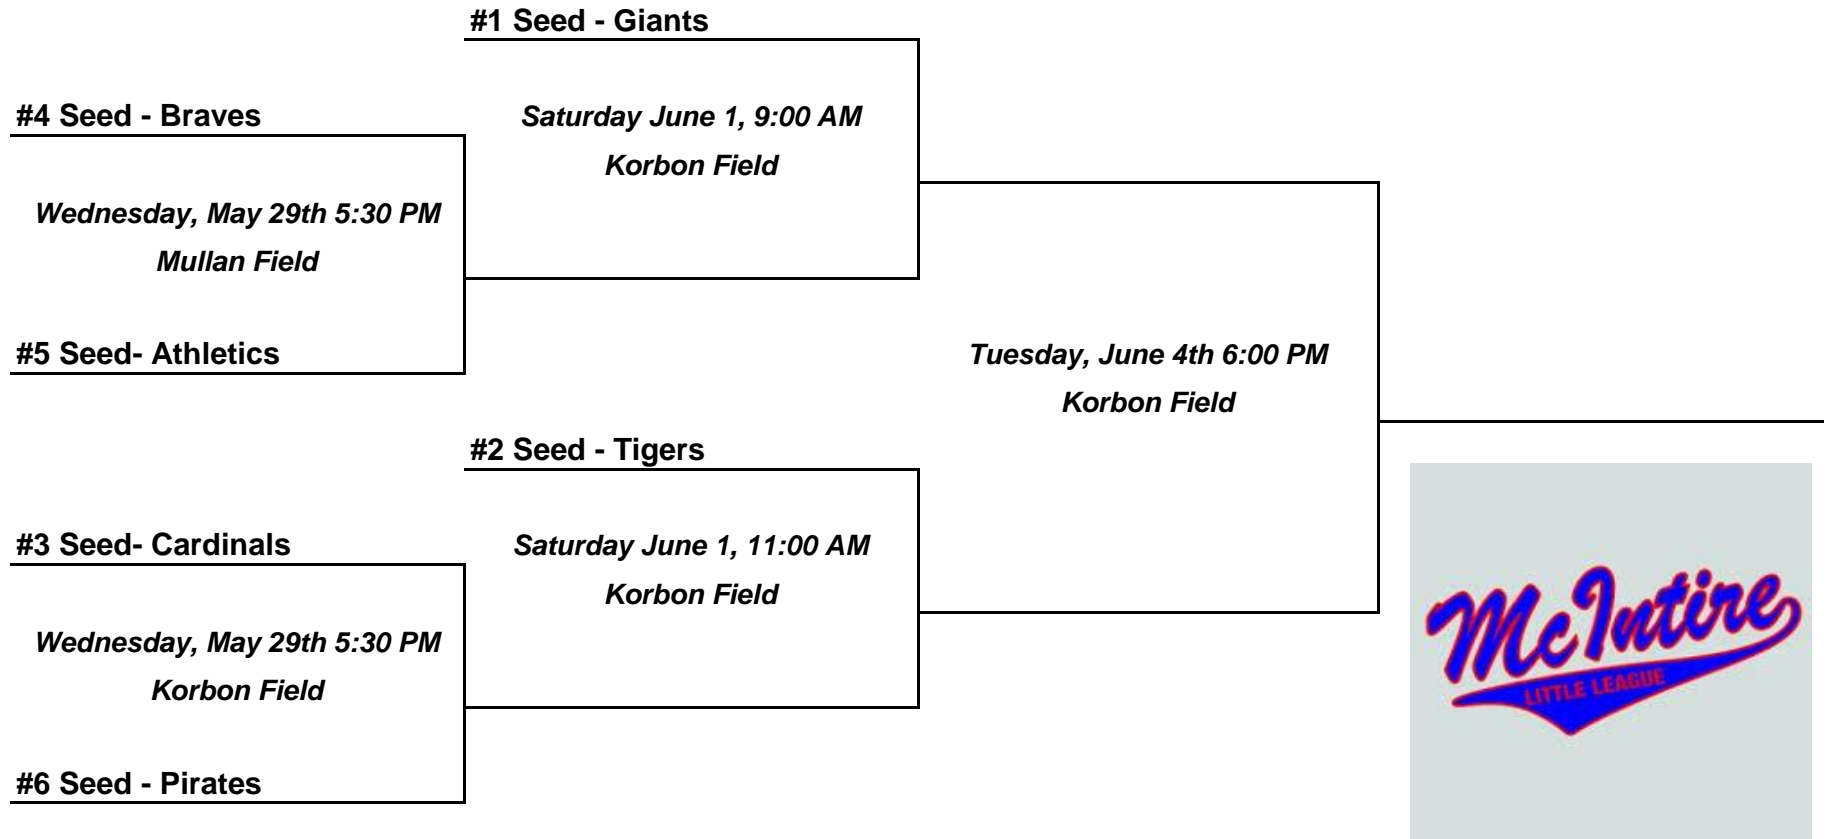 #1 Seed - Giants
#4 Seed - Braves
Saturday June 1, 9:00 AM
Korbon Field
Wednesday, May 29th 5:30 PM
Mullan Field
#5 Seed- Athletics
Tuesday, June 4th 6:00 PM
Korbon Field
#2 Seed - Tigers
#3 Seed- Cardinals
Saturday June 1, 11:00 AM
Korbon Field
Wednesday, May 29th 5:30 PM
Korbon Field
#6 Seed - Pirates
McIntire
LITTLE LEAGUE